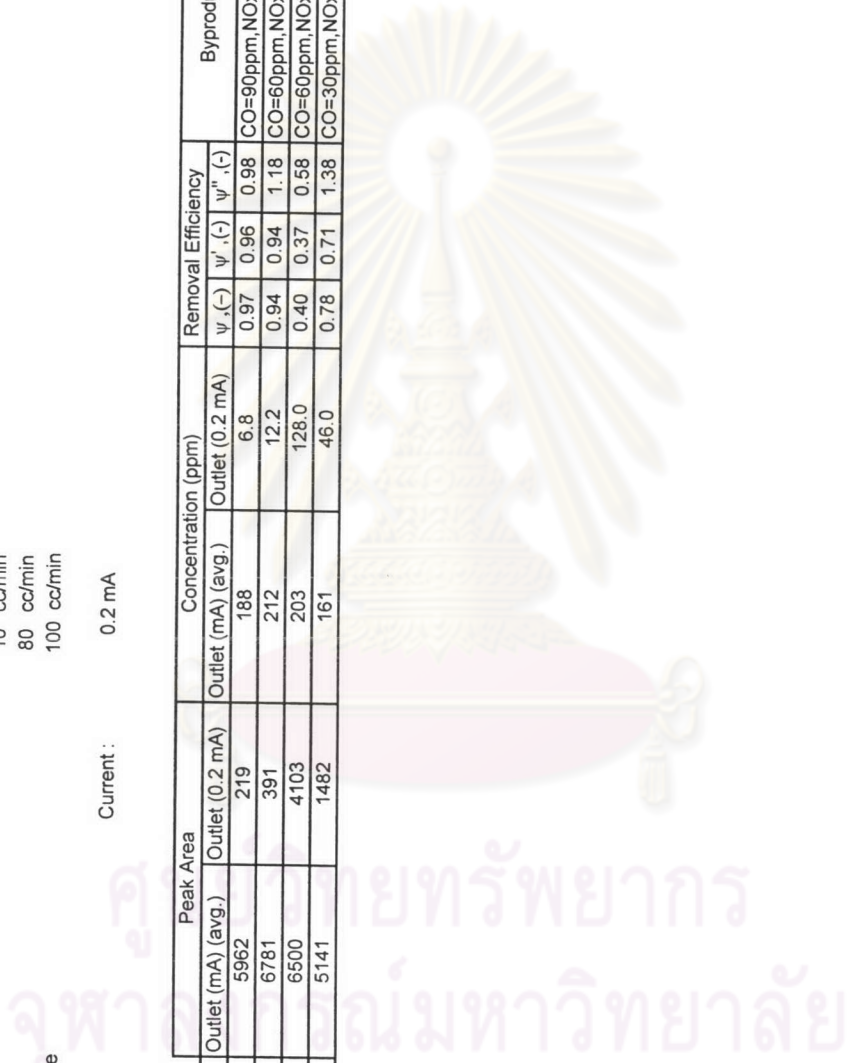 80 cc/min
100 cc/min
Current : 0.2 mA
Peak Area Concentration (ppm) Removal Efficiency
Outlet (mA) (avg.) Outlet (0.2 mA) Outlet (mA) (avg.) Outlet (0.2 mA) ψ ,(–) ψ' ,(-) ψ" ,(-)
5962 219 188 6.8 0.97 0.96 0.98 CO=90ppm,NO
6781 391 212 12.2 0.94 0.94 1.18 CO=60ppm,NO
6500 4103 203 128.0 0.40 0.37 0.58 CO=60ppm,NO
5141 1482 161 46.0 0.78 0.71 1.38 CO=30ppm,NO
ศูนย์วิทยทรัพยากร
จุฬาลงกรณ์มหาวิทยาลัย